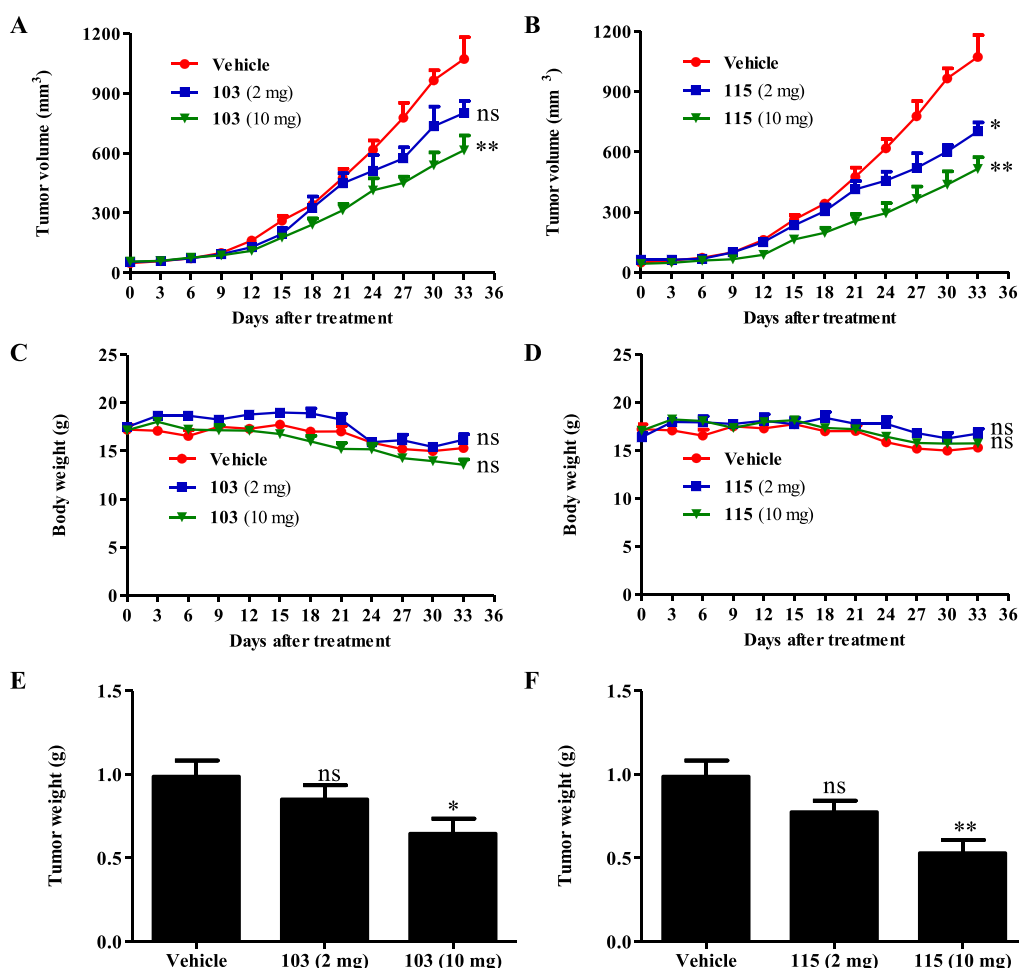 A
Tumor volume (mm³)
1200
900
600
300
0
Vehicle
103 (2 mg)
103 (10 mg)
ns
**
0 3 6 9 12 15 18 21 24 27 30 33 36
Days after treatment
B
Tumor volume (mm ³)
1200
900
600
300
0
Vehicle
115 (2 mg)
115 (10 mg)
*
**
0 3 6 9 12 15 18 21 24 27 30 33 36
Days after treatment
C
Body weight (g)
25
20
15
10
5
0
ns
ns
Vehicle
103 (2 mg)
103 (10 mg)
0 3 6 9 12 15 18 21 24 27 30 33 36
Days after treatment
D
Body weight (g)
25
20
15
10
5
0
ns
ns
Vehicle
115 (2 mg)
115 (10 mg)
0 3 6 9 12 15 18 21 24 27 30 33 36
Days after treatment
E
Tumor weight (g)
1.5
1.0
0.5
0.0
ns
*
Vehicle 103 (2 mg) 103 (10 mg)
F
Tumor weight (g)
1.5
1.0
0.5
0.0
ns
**
Vehicle 115 (2 mg) 115 (10 mg)